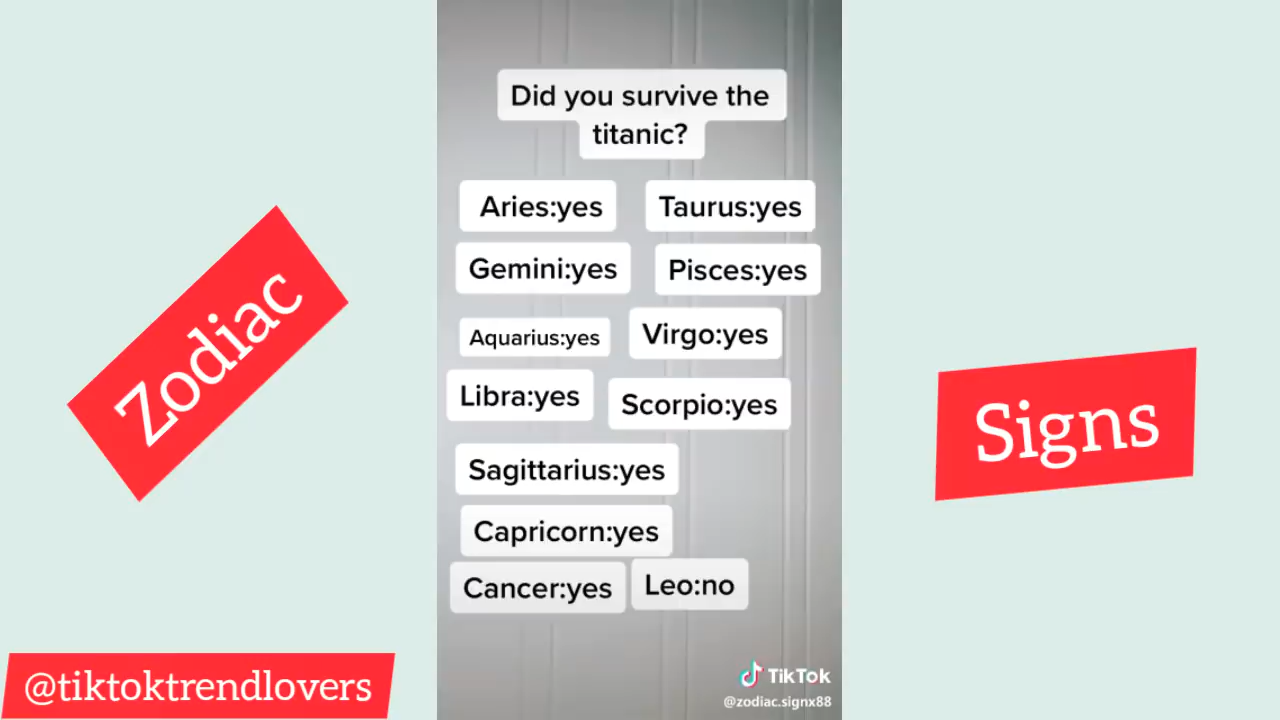 Did you survive the
titanic?
Aries:yes
Taurus:yes
Gemini:yes
Pisces:yes
Aquarius:yes
Virgo:yes
Libra:yes
Scorpio:yes
Sagittarius:yes
Capricorn:yes
Cancer:yes
Leo:no
Zodiac
Signs
@tiktoktrendlovers
TikTok
@zodiac.signx88